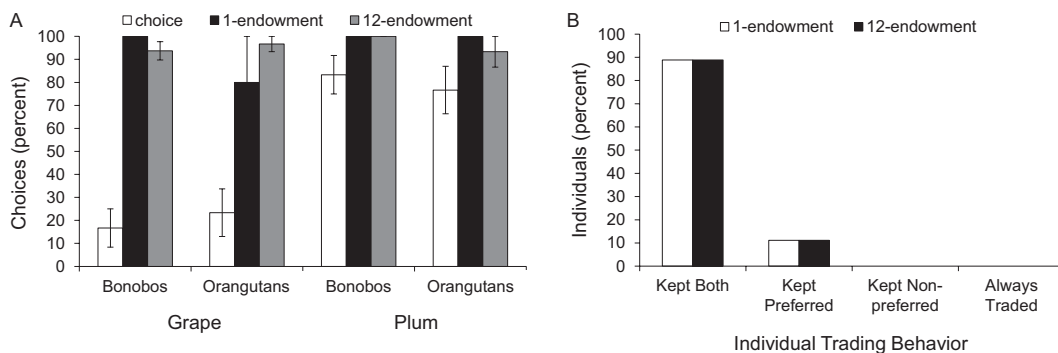 A
choice 1-endowment 12-endowment
Choices (percent)
100
90
80
70
60
50
40
30
20
10
0
Bonobos Orangutans Bonobos Orangutans
Grape Plum
B
1-endowment 12-endowment
Individuals (percent)
100
90
80
70
60
50
40
30
20
10
0
Kept Both Kept Kept Non- Always
Preferred preferred Traded
Individual Trading Behavior